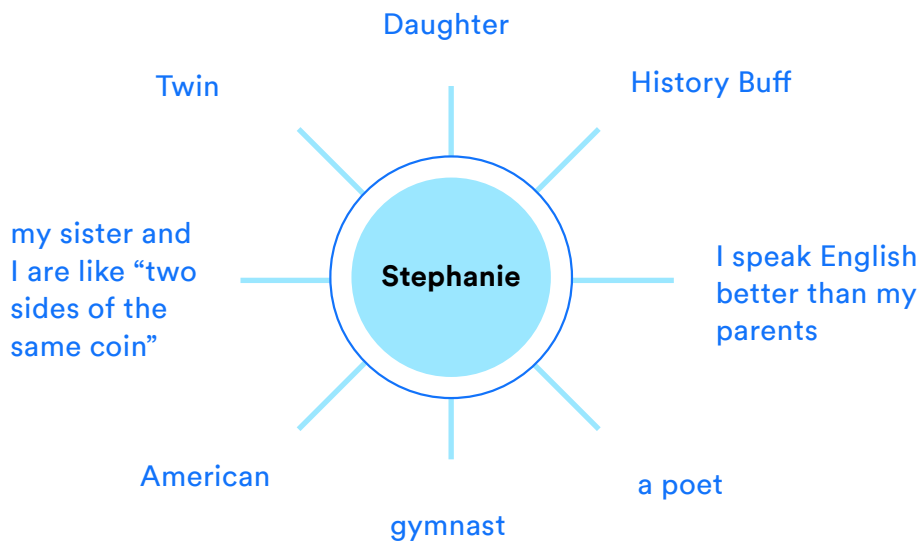 Daughter
Twin
History Buff
my sister and
I are like “two
sides of the
same coin”
Stephanie
I speak English
better than my
parents
American
a poet
gymnast